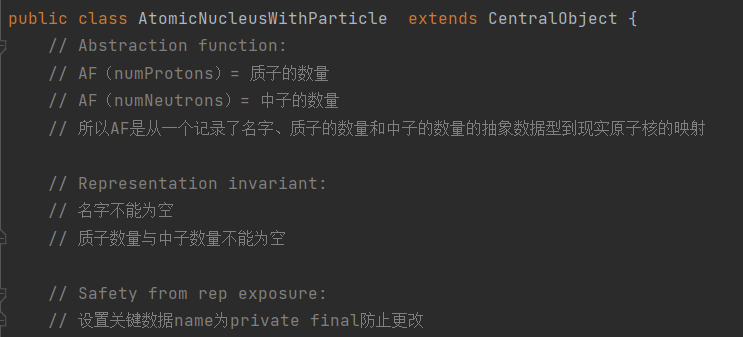 public class AtomicNucleusWithParticle  extends CentralObject {
// Abstraction function:
// AF（numProtons）= 质子的数量
// AF（numNeutrons）= 中子的数量
// 所以AF是从一个记录了名字、质子的数量和中子的数量的抽象数据型到现实原子核的映射
// Representation invariant:
// 名字不能为空
// 质子数量与中子数量不能为空
// Safety from rep exposure:
// 设置关键数据name为private final防止更改